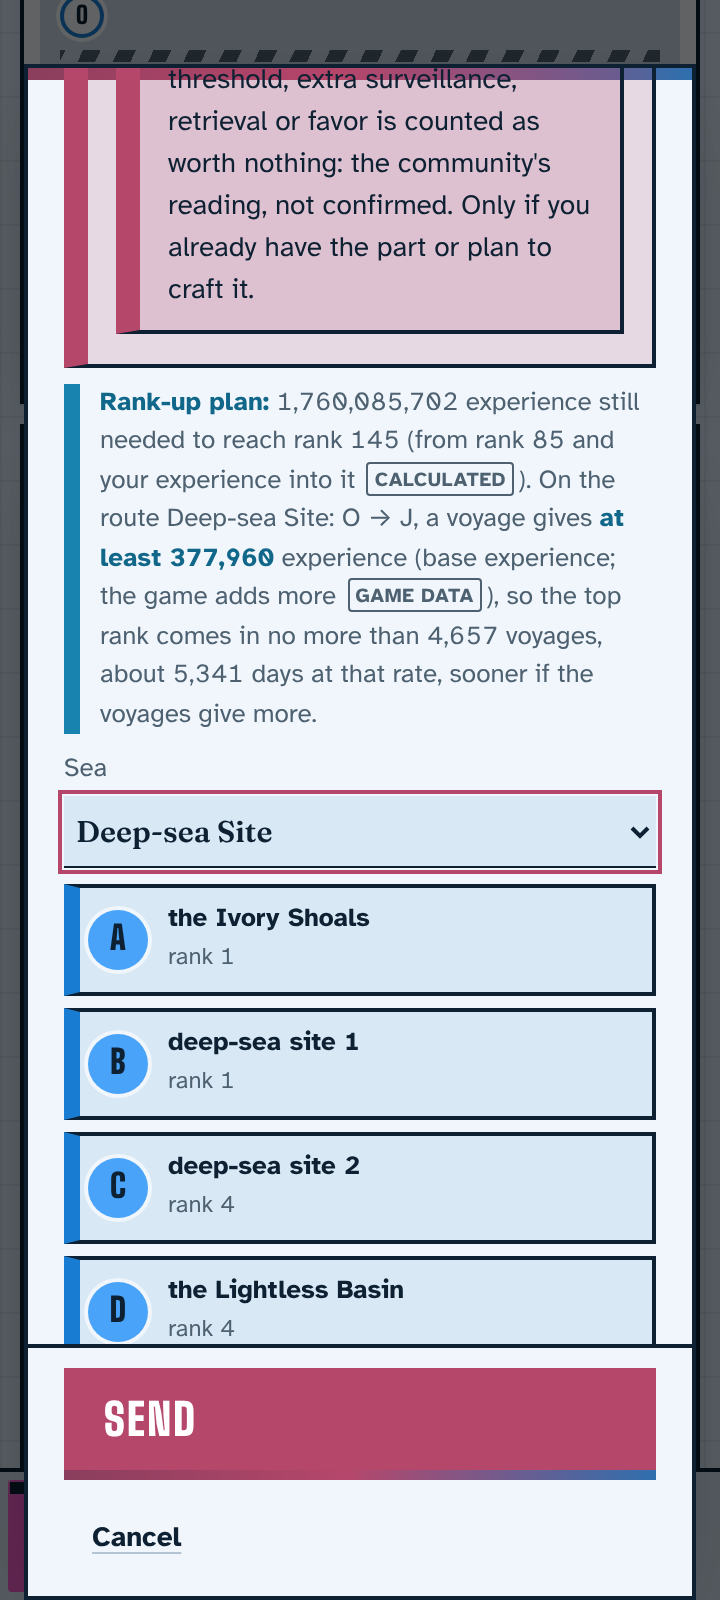 0
threshold, extra surveillance,
retrieval or favor is counted as
worth nothing: the community's
reading, not confirmed. Only if you
already have the part or plan to
craft it.
Rank-up plan: 1,760,085,702 experience still
needed to reach rank 145 (from rank 85 and
your experience into it CALCULATED). On the
route Deep-sea Site: O → J, a voyage gives at
least 377,960 experience (base experience;
the game adds more GAME DATA), so the top
rank comes in no more than 4,657 voyages,
about 5,341 days at that rate, sooner if the
voyages give more.
Sea
Deep-sea Site
A
the Ivory Shoals
rank 1
B
deep-sea site 1
rank 1
C
deep-sea site 2
rank 4
D
the Lightless Basin
rank 4
SEND
Cancel